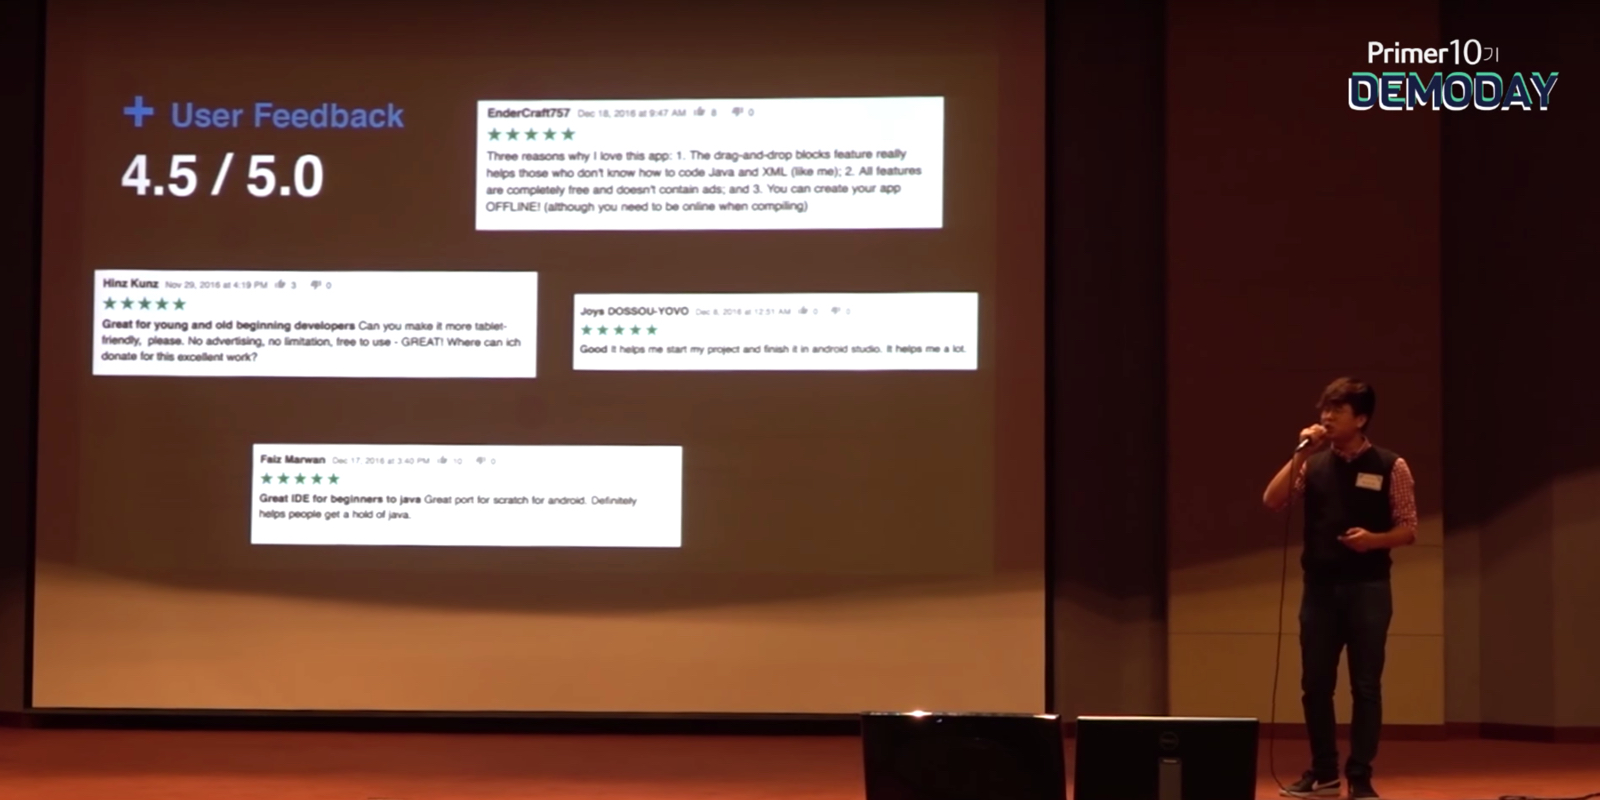 Primer10기
DEMODAY
+ User Feedback
4.5 / 5.0
EnderCraft757 Dec 18, 2016 at 9:47 AM 8 0
Three reasons why I love this app: 1. The drag-and-drop blocks feature really
helps those who don't know how to code Java and XML (like me); 2. All features
are completely free and doesn't contain ads; and 3. You can create your app
OFFLINE! (although you need to be online when compiling)
Hinz Kunz Nov 29, 2016 at 4:19 PM 3 0
Great for young and old beginning developers Can you make it more tablet-
friendly, please. No advertising, no limitation, free to use - GREAT! Where can ich
donate for this excellent work?
Joys DOSSOU-YOVO Dec 8, 2016 at 12:51 AM 0
Good It helps me start my project and finish it in android studio. It helps me a lot.
Faiz Marwan Dec 17, 2016 at 3:40 PM 10 0
Great IDE for beginners to java Great port for scratch for android. Definitely
helps people get a hold of java.
DELL